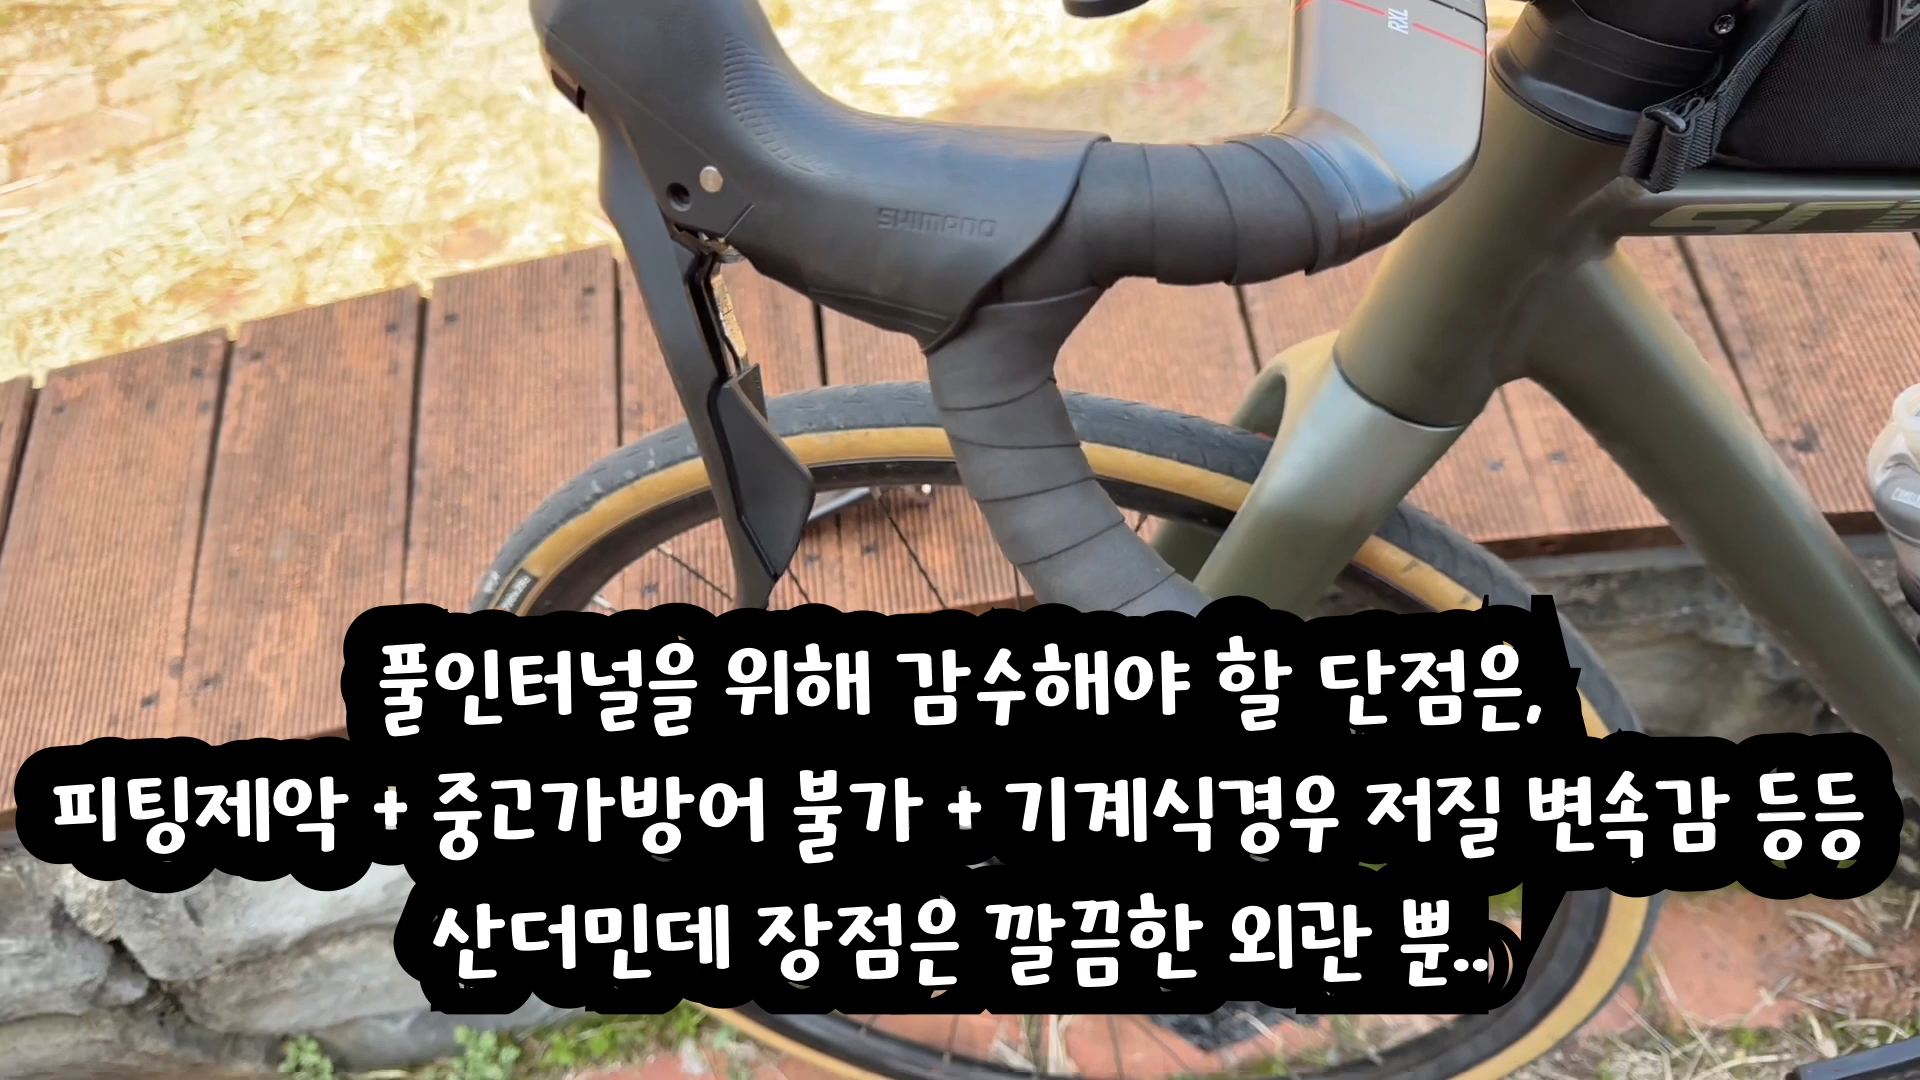 RXL
SHIMANO
풀인터널을 위해 감수해야 할 단점은,
피팅제약 + 중고가방어 불가 + 기계식경우 저질 변속감 등등
산더민데 장점은 깔끔한 외관 뿐..